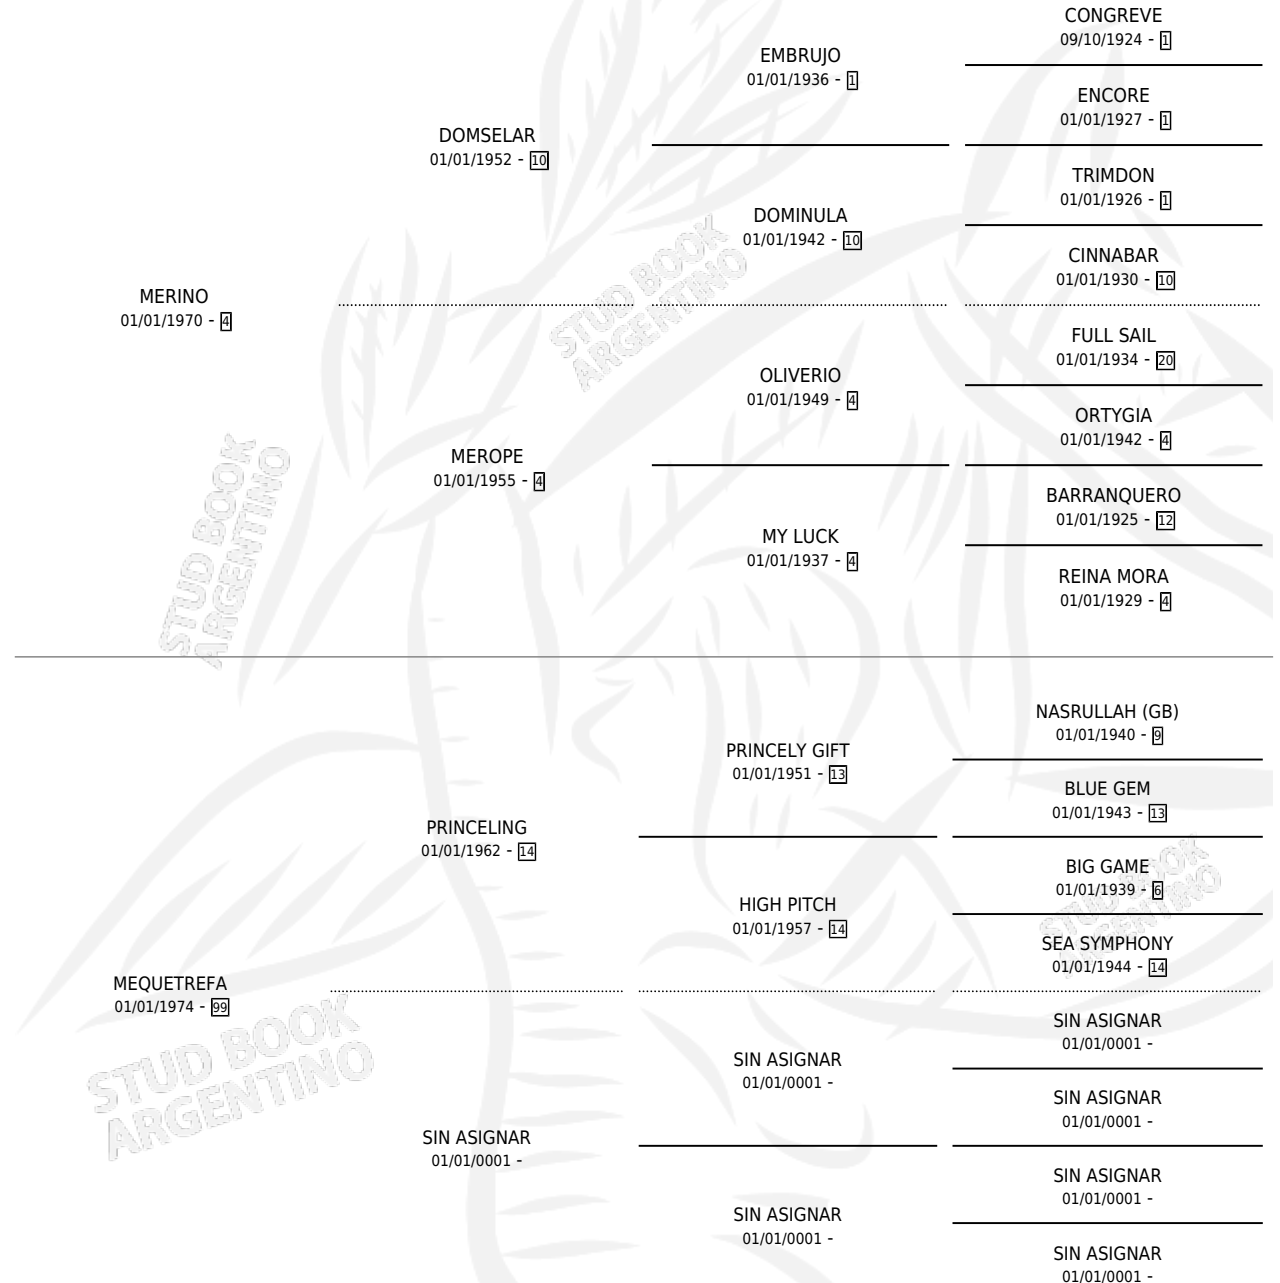 CONGREVE
09/10/1924 - 1
EMBRUJO
01/01/1936 - 1
ENCORE
01/01/1927 - 1
DOMSELAR
01/01/1952 - 10
TRIMDON
01/01/1926 - 1
DOMINULA
01/01/1942 - 10
CINNABAR
01/01/1930 - 10
MERINO
01/01/1970 - 4
FULL SAIL
01/01/1934 - 20
OLIVERIO
01/01/1949 - 4
ORTYGIA
01/01/1942 - 4
MEROPE
01/01/1955 - 4
BARRANQUERO
01/01/1925 - 12
MY LUCK
01/01/1937 - 4
REINA MORA
01/01/1929 - 4
STUD BOOK
ARGENTINO
STUD BOOK
ARGENTINO
NASRULLAH (GB)
01/01/1940 - 9
PRINCELY GIFT
01/01/1951 - 13
BLUE GEM
01/01/1943 - 13
PRINCELING
01/01/1962 - 14
BIG GAME
01/01/1939 - 6
HIGH PITCH
01/01/1957 - 14
SEA SYMPHONY
01/01/1944 - 14
MEQUETREFA
01/01/1974 - 99
SIN ASIGNAR
01/01/0001 -
SIN ASIGNAR
01/01/0001 -
SIN ASIGNAR
01/01/0001 -
SIN ASIGNAR
01/01/0001 -
SIN ASIGNAR
01/01/0001 -
SIN ASIGNAR
01/01/0001 -
SIN ASIGNAR
01/01/0001 -
STUD BOOK
ARGENTINO
STUD BOOK
ARGENTINO